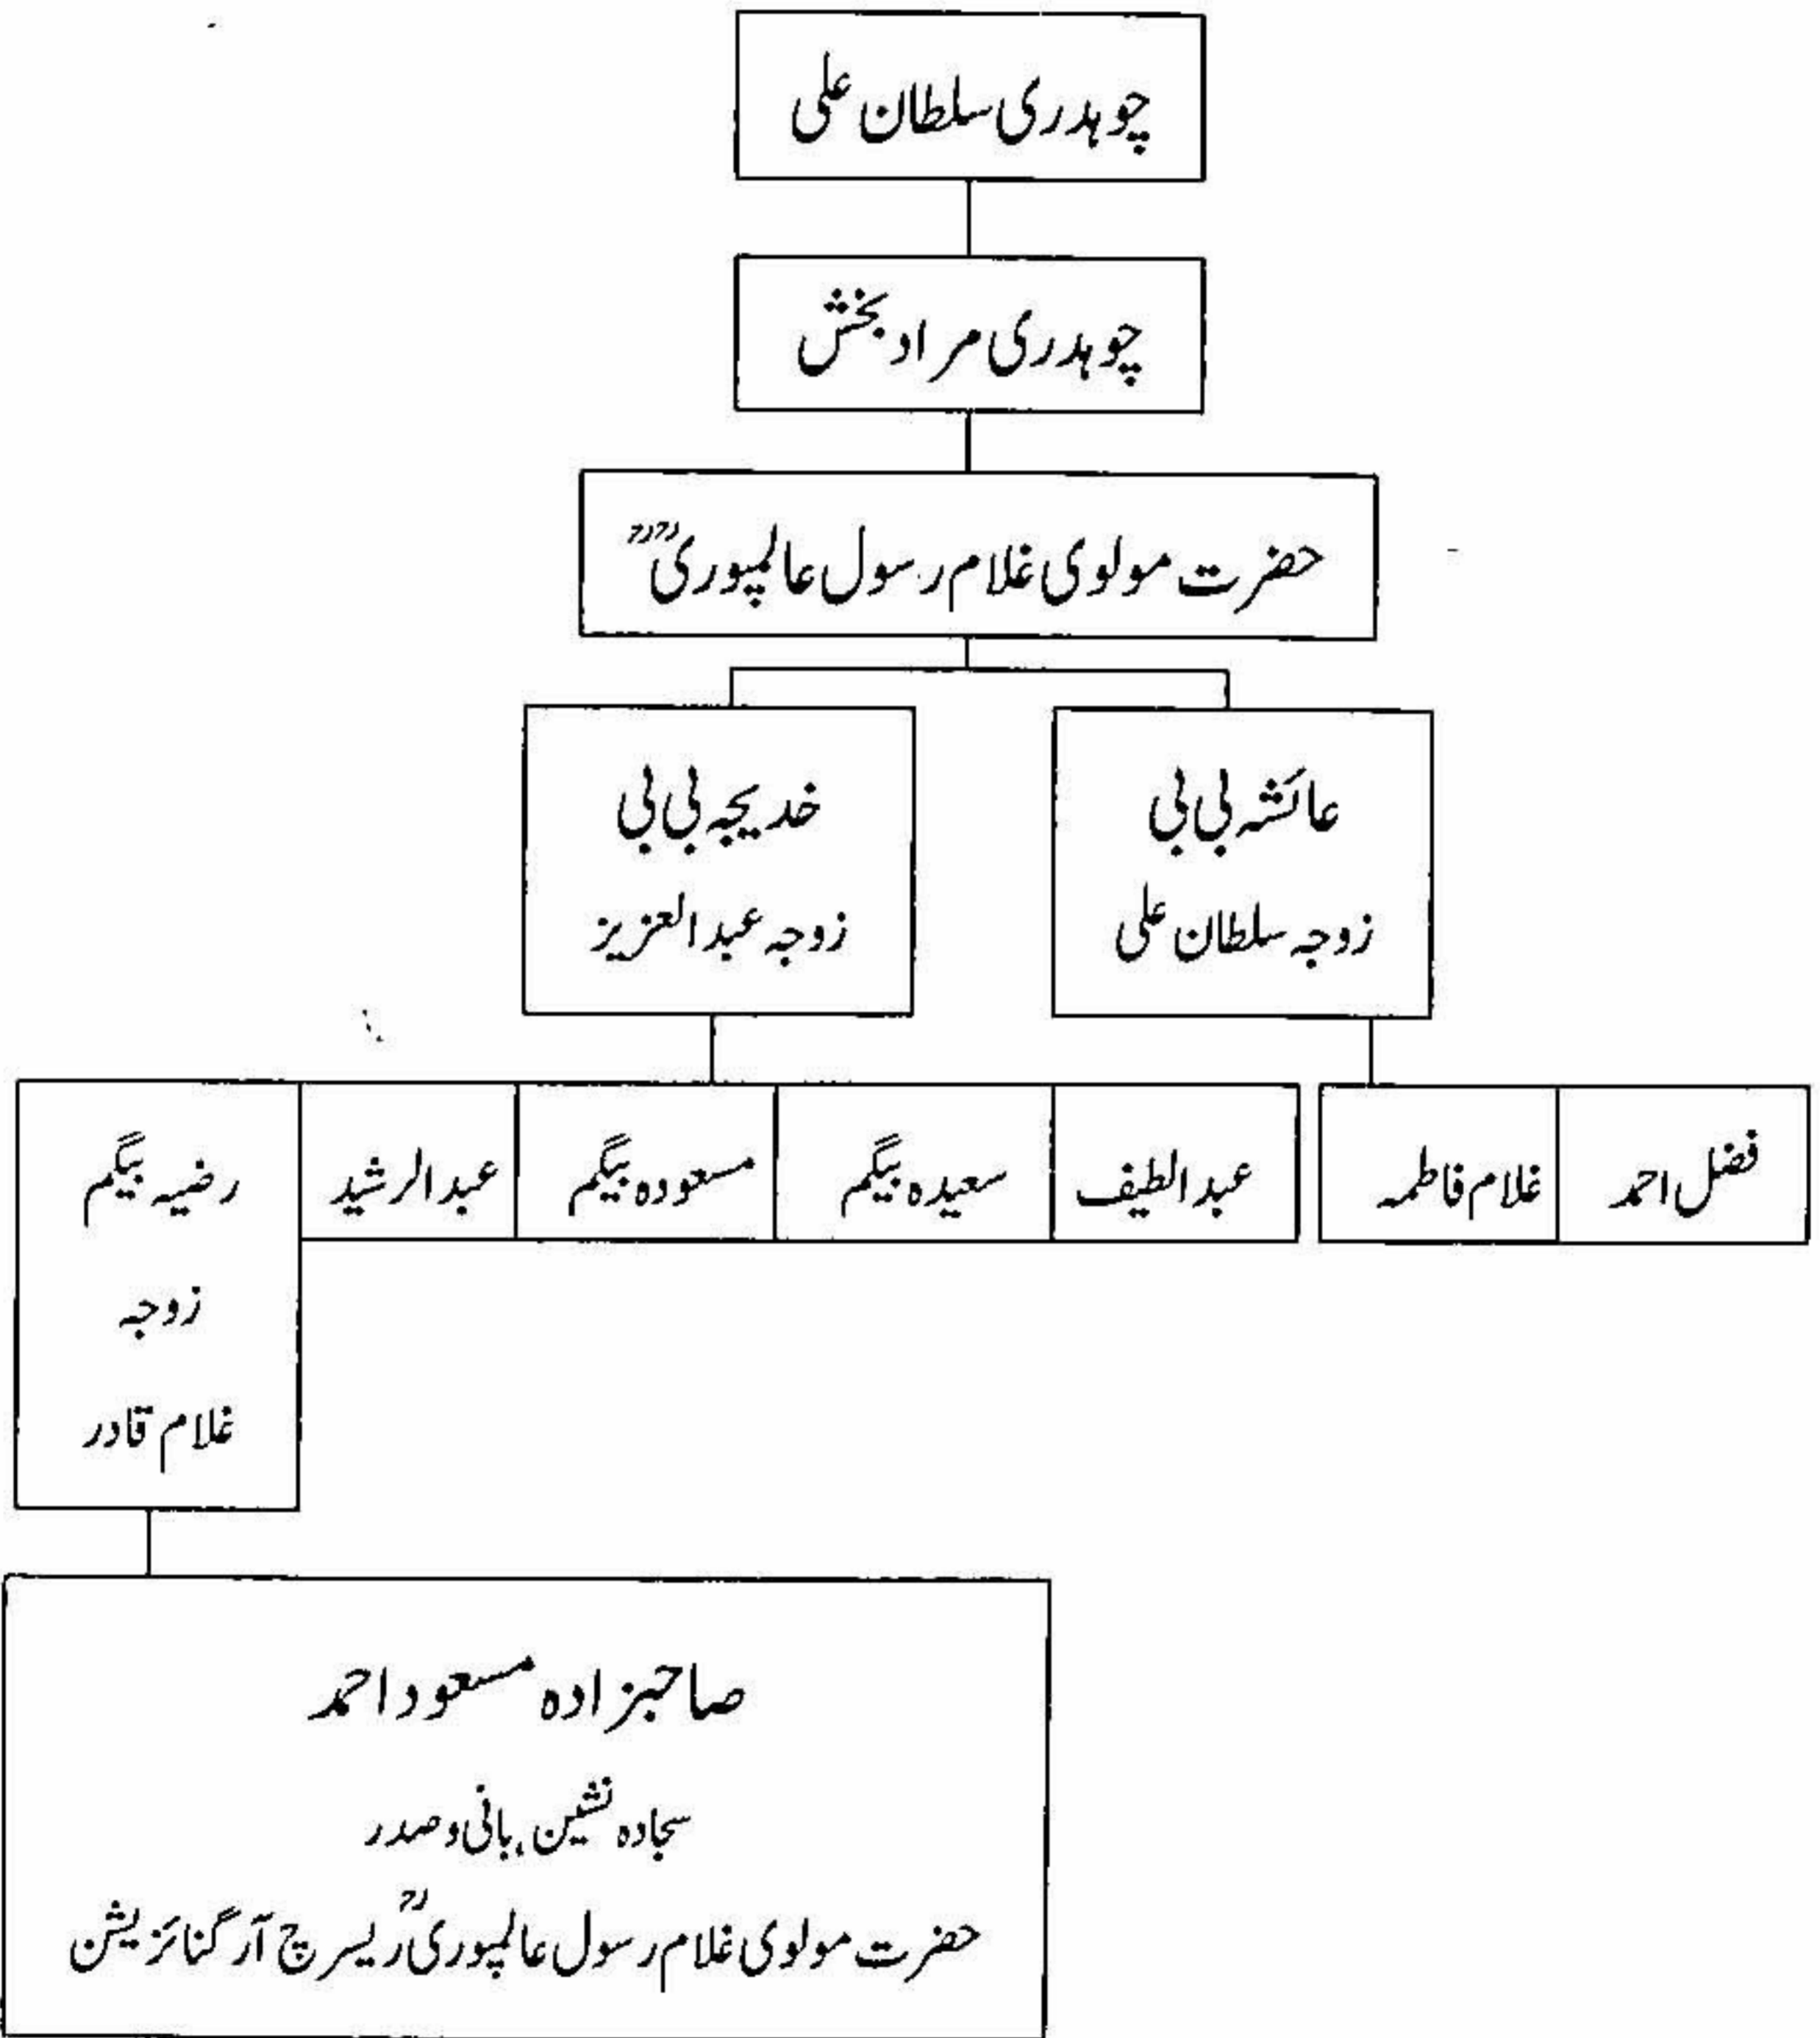 چوہدری سلطان علی
چوہدری مراد بخش
حضرت مولوی غلام رسول عالمپوریؒ
عائشہ بی بی
زوجہ سلطان علی
خدیجہ بی بی
زوجہ عبدالعزیز
فضل احمد
غلام فاطمہ
عبدالطیف
سعیدہ بیگم
مسعودہ بیگم
عبدالرشید
رضیہ بیگم
زوجہ
غلام قادر
صاحبزادہ مسعود احمد
سجادہ نشین، بانی و صدر
حضرت مولوی غلام رسول عالمپوریؒ ریسرچ آرگنائزیشن